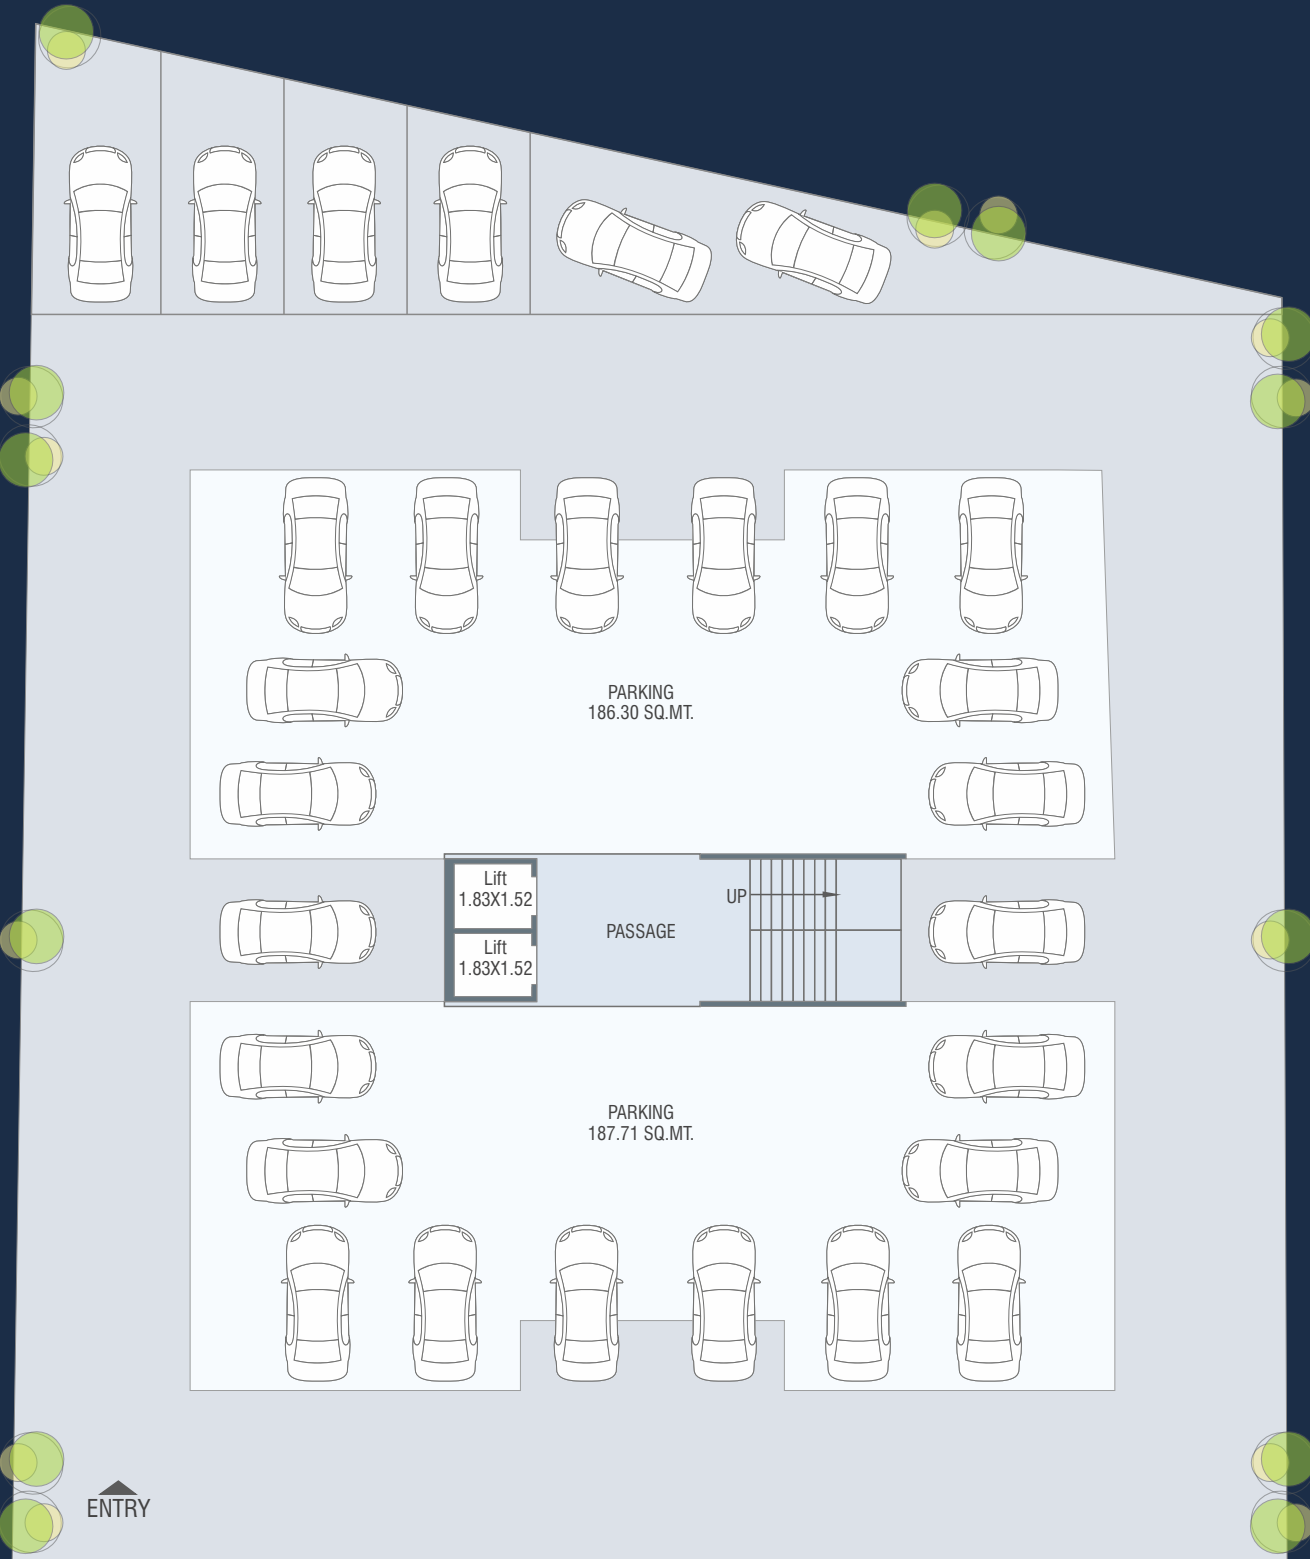 PARKING
186.30 SQ.MT.
Lift
1.83X1.52
UP
PASSAGE
Lift
1.83X1.52
PARKING
187.71 SQ.MT.
ENTRY